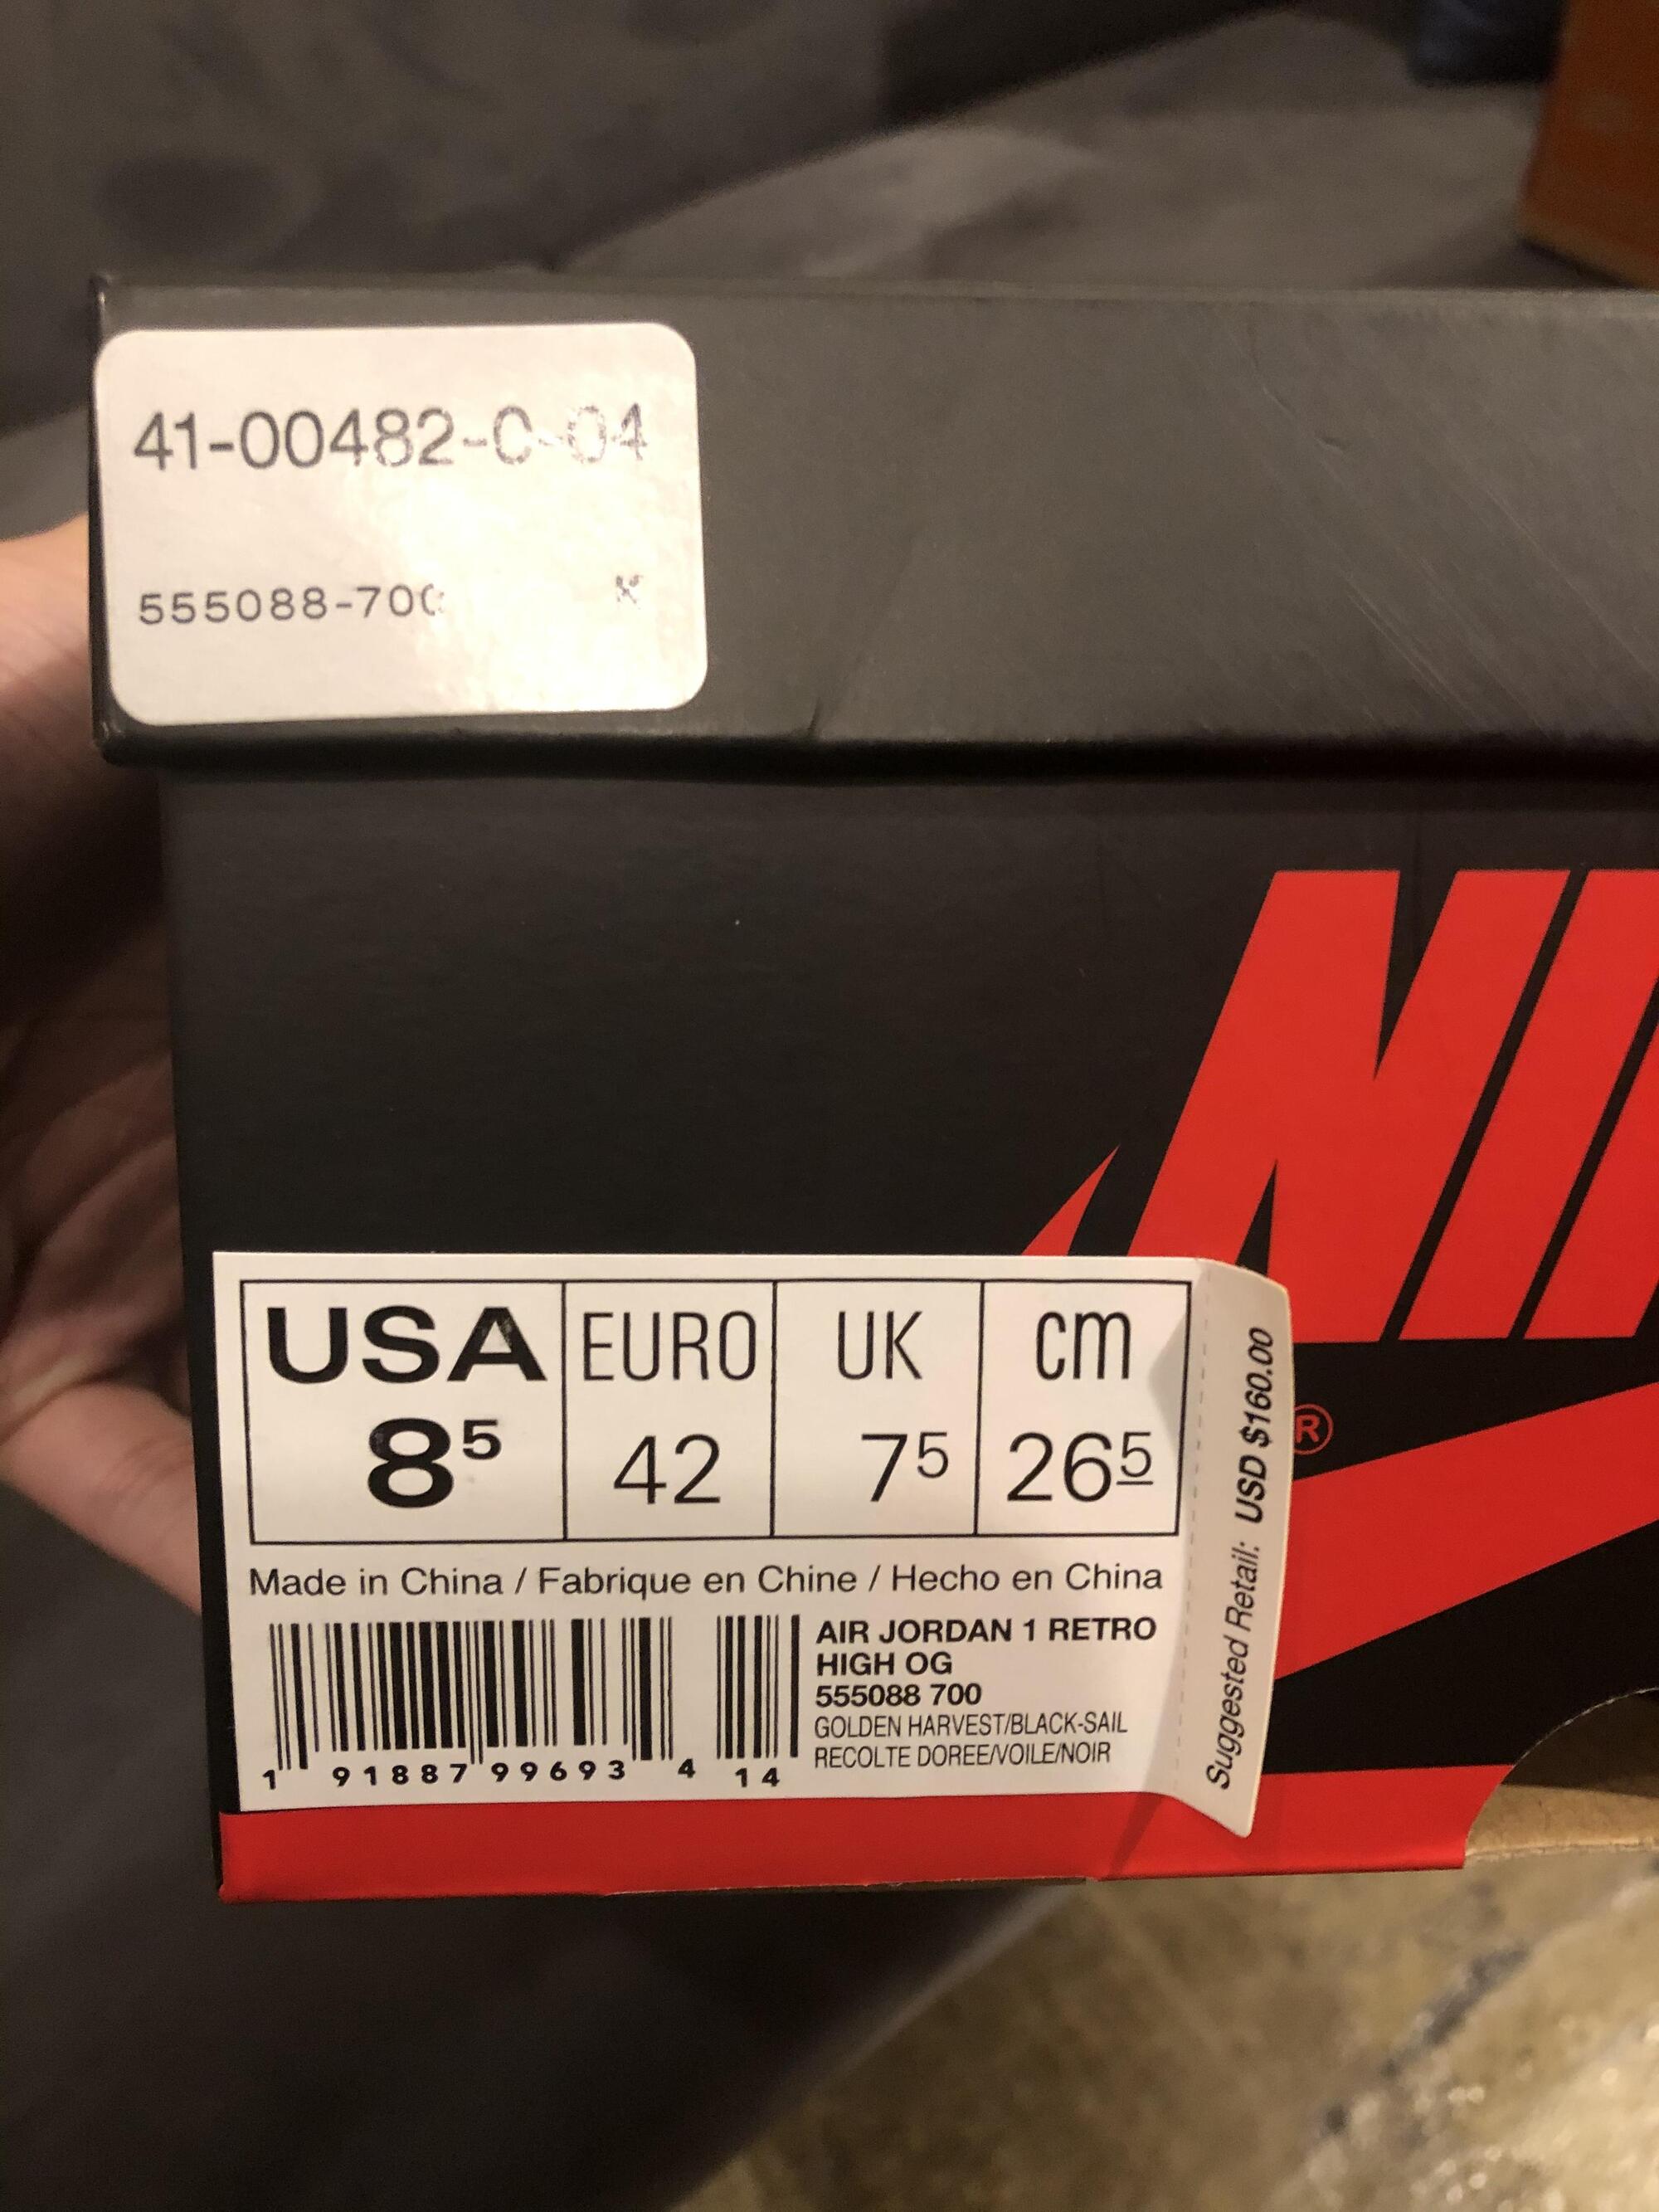 41-00482-C-04
555088-700 K
NI
®
USA EURO UK cm
8⁵ 42 7⁵ 26⁵
Suggested Retail: USD $160.00
Made in China / Fabrique en Chine / Hecho en China
AIR JORDAN 1 RETRO
HIGH OG
555088 700
GOLDEN HARVEST/BLACK-SAIL
RECOLTE DOREE/VOILE/NOIR
1 91887 99693 4 14